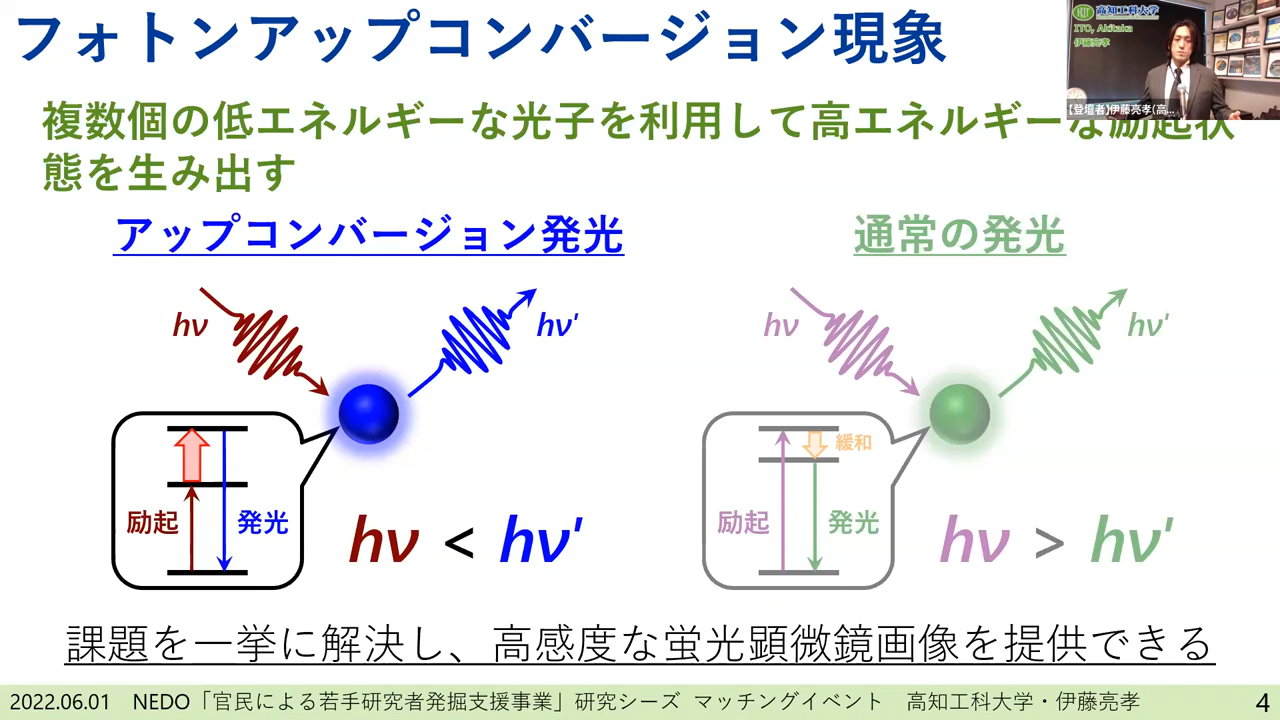 フォトンアップコンバージョン現象
高知工科大学
ITO, Akitaka
伊藤亮孝
【登壇者】伊藤亮孝(高...
複数個の低エネルギーな光子を利用して高エネルギーな励起状
態を生み出す
アップコンバージョン発光
通常の発光
hν
hν'
hν
hν'
緩和
励起
発光
励起
発光
hν < hν'
hν > hν'
課題を一挙に解決し、高感度な蛍光顕微鏡画像を提供できる
2022.06.01 NEDO「官民による若手研究者発掘支援事業」研究シーズ マッチングイベント 高知工科大学・伊藤亮孝
4